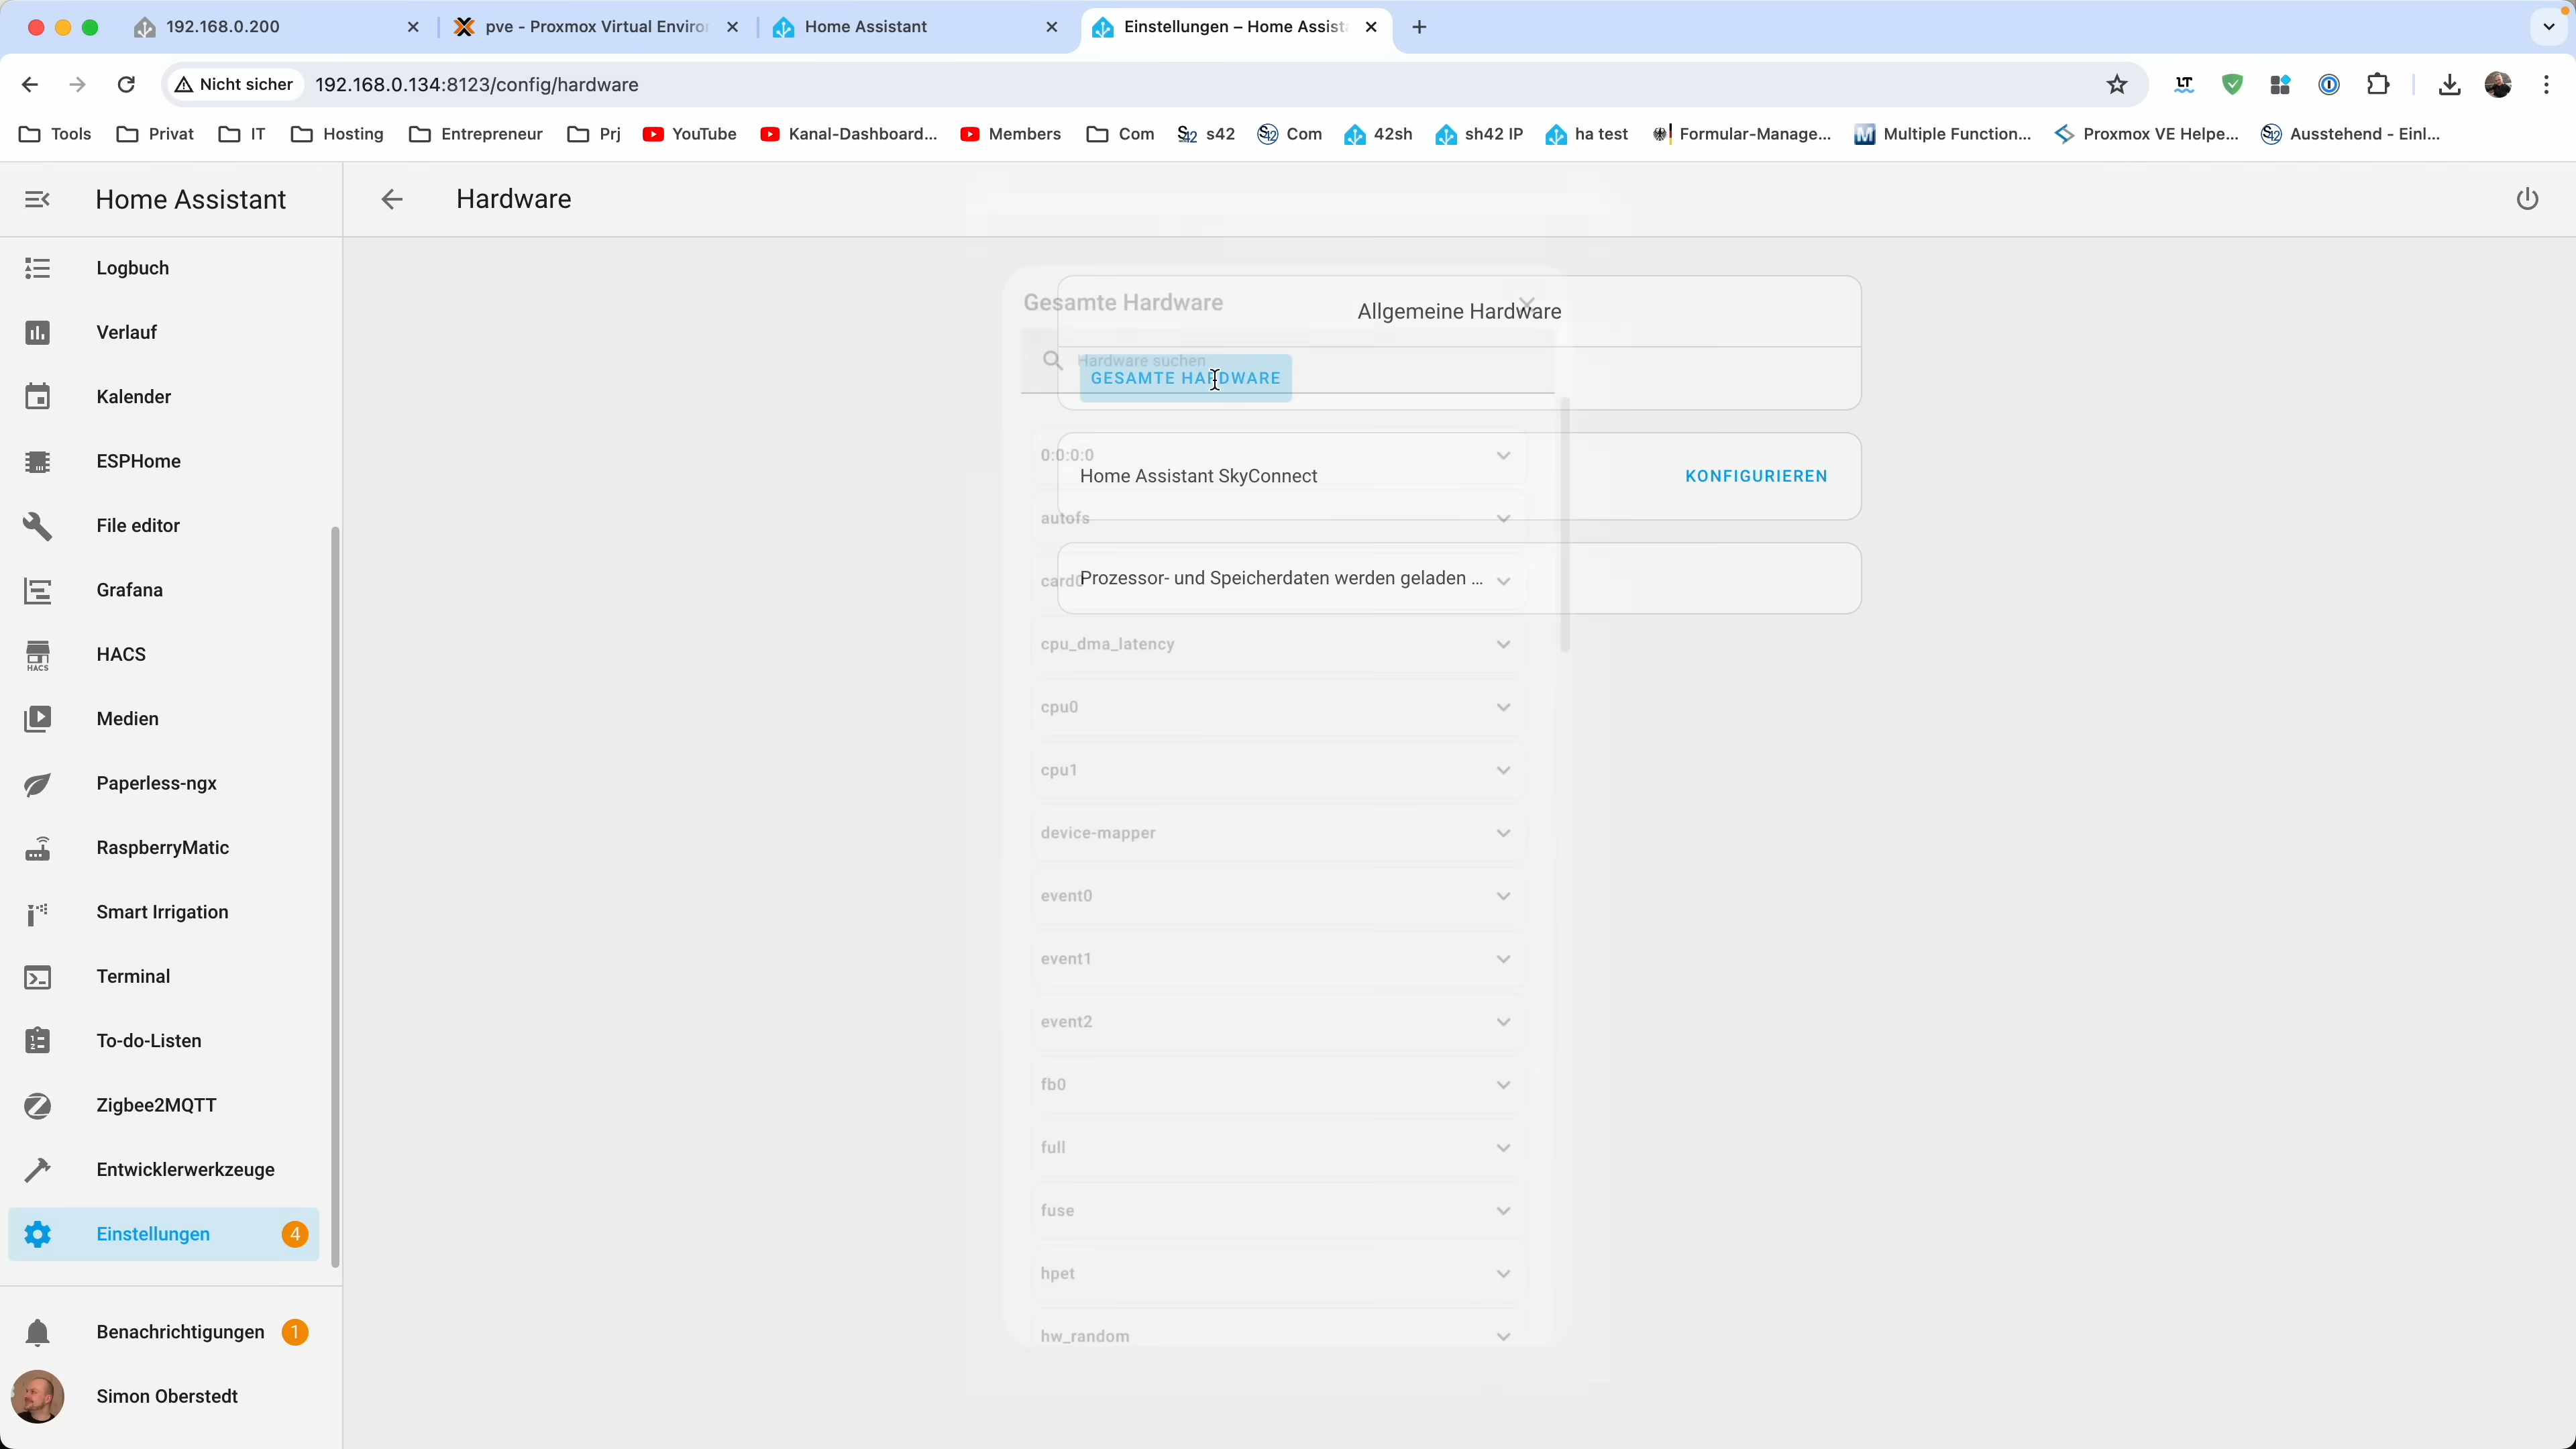 192.168.0.200
pve - Proxmox Virtual Enviro
Home Assistant
Einstellungen – Home Assist
Nicht sicher
192.168.0.134:8123/config/hardware
LT
Tools
Privat
IT
Hosting
Entrepreneur
Prj
YouTube
Kanal-Dashboard...
Members
Com
s42
Com
42sh
sh42 IP
ha test
Formular-Manage...
Multiple Function...
Proxmox VE Helpe...
Ausstehend - Einl...
Home Assistant
Hardware
Logbuch
Verlauf
Kalender
ESPHome
File editor
Grafana
HACS
HACS
Medien
Paperless-ngx
RaspberryMatic
Smart Irrigation
Terminal
To-do-Listen
Zigbee2MQTT
Entwicklerwerkzeuge
Einstellungen
4
Benachrichtigungen
1
Simon Oberstedt
Allgemeine Hardware
GESAMTE HARDWARE
Home Assistant SkyConnect
KONFIGURIEREN
Prozessor- und Speicherdaten werden geladen ...
Gesamte Hardware
Hardware suchen
0:0:0:0
autofs
card0
cpu_dma_latency
cpu0
cpu1
device-mapper
event0
event1
event2
fb0
full
fuse
hpet
hw_random